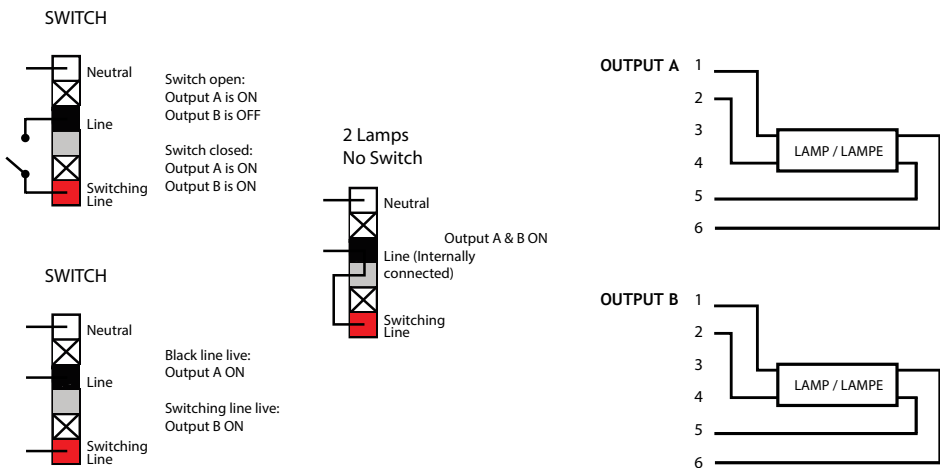 SWITCH
Neutral
Line
Switching
Line
Switch open:
Output A is ON
Output B is OFF
Switch closed:
Output A is ON
Output B is ON
SWITCH
Neutral
Line
Switching
Line
Black line live:
Output A ON
Switching line live:
Output B ON
2 Lamps
No Switch
Neutral
Output A & B ON
Line (Internally
connected)
Switching
Line
OUTPUT A
1
2
3
4
5
6
LAMP / LAMPE
OUTPUT B
1
2
3
4
5
6
LAMP / LAMPE